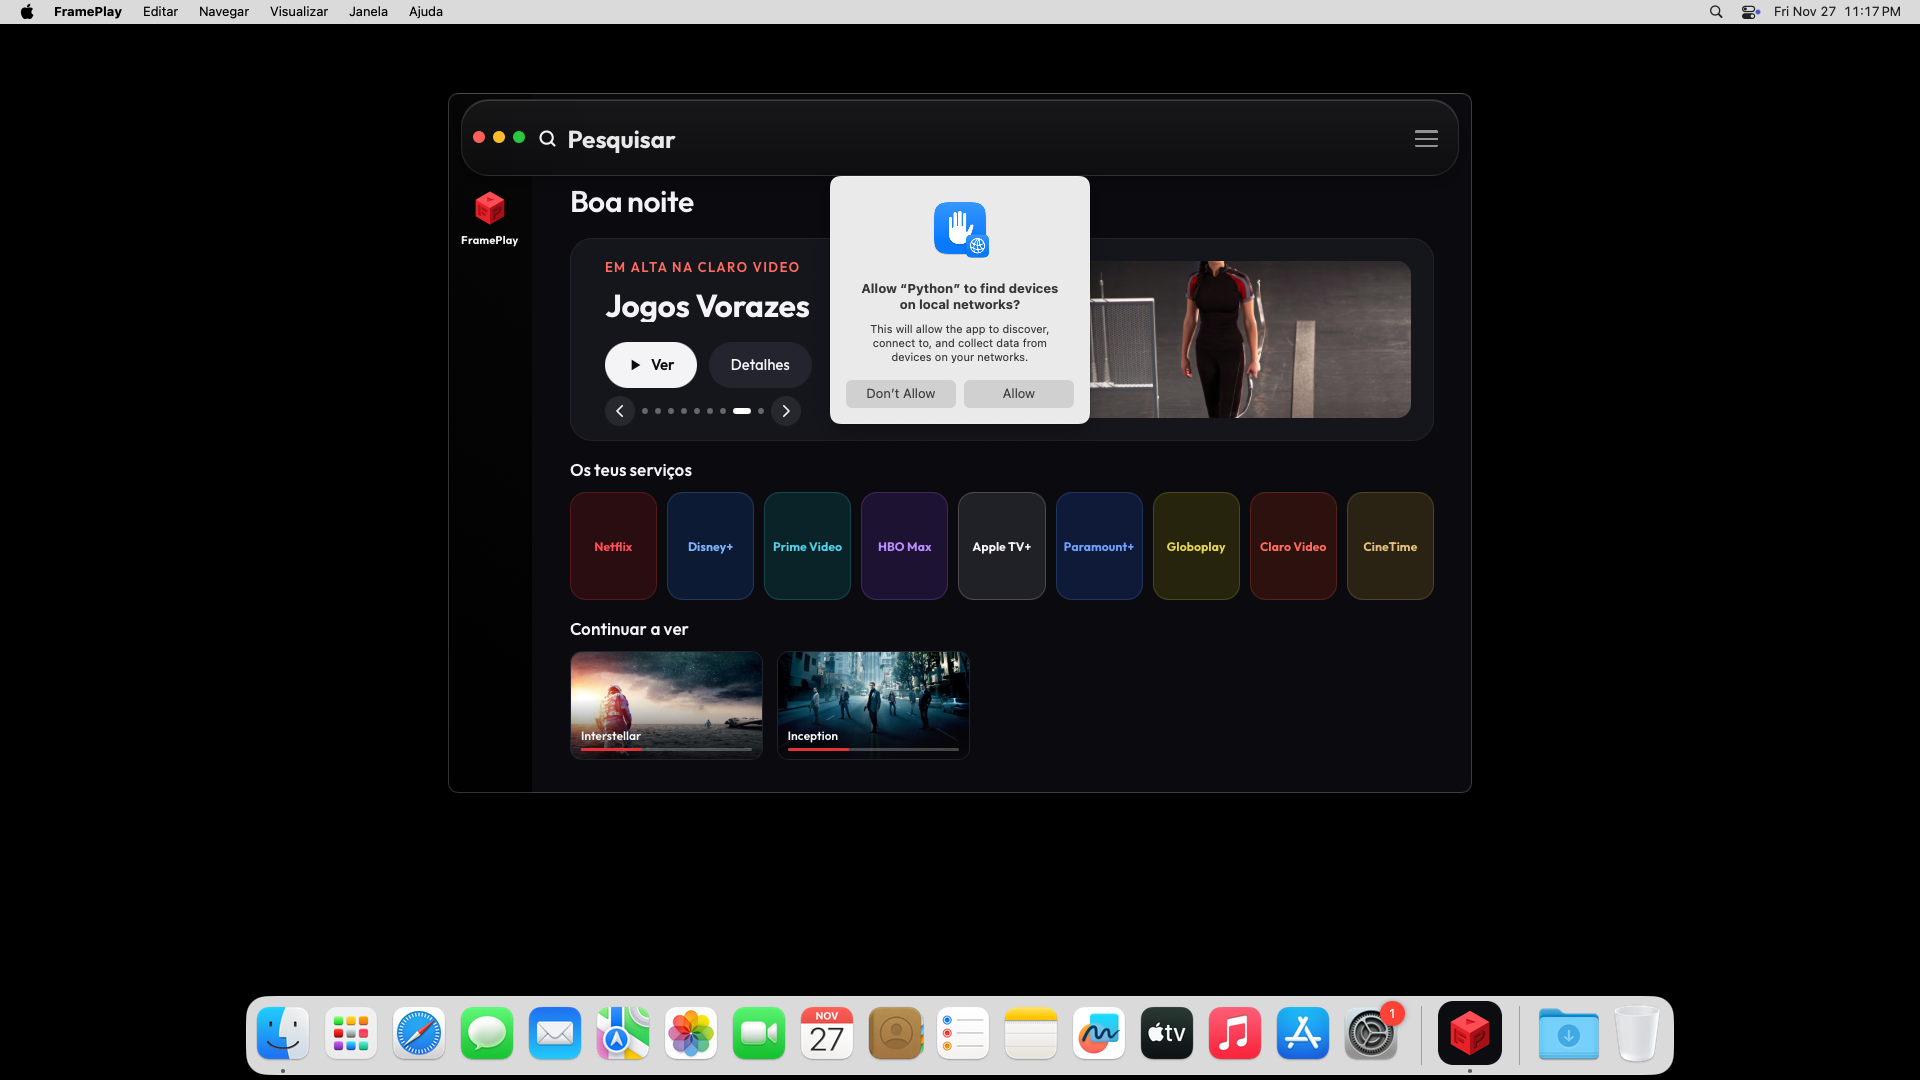 FramePlay Editar Navegar Visualizar Janela Ajuda Fri Nov 27 11:17 PM
Pesquisar
FramePlay
Boa noite
EM ALTA NA CLARO VIDEO
Jogos Vorazes
Ver Detalhes
Allow “Python” to find devices
on local networks?
This will allow the app to discover,
connect to, and collect data from
devices on your networks.
Don't Allow Allow
Os teus serviços
Netflix Disney+ Prime Video HBO Max Apple TV+ Paramount+ Globoplay Claro Video CineTime
Continuar a ver
Interstellar Inception
NOV
27
tv
1